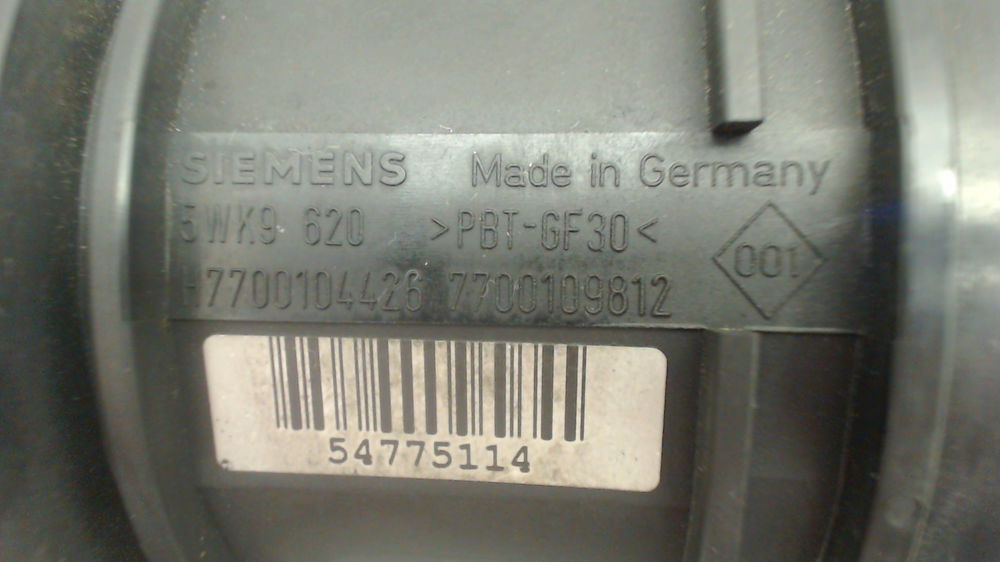 SIEMENS Made in Germany
5WK9 620 >PBT-GF30<
001
H7700104426 7700109812
54775114